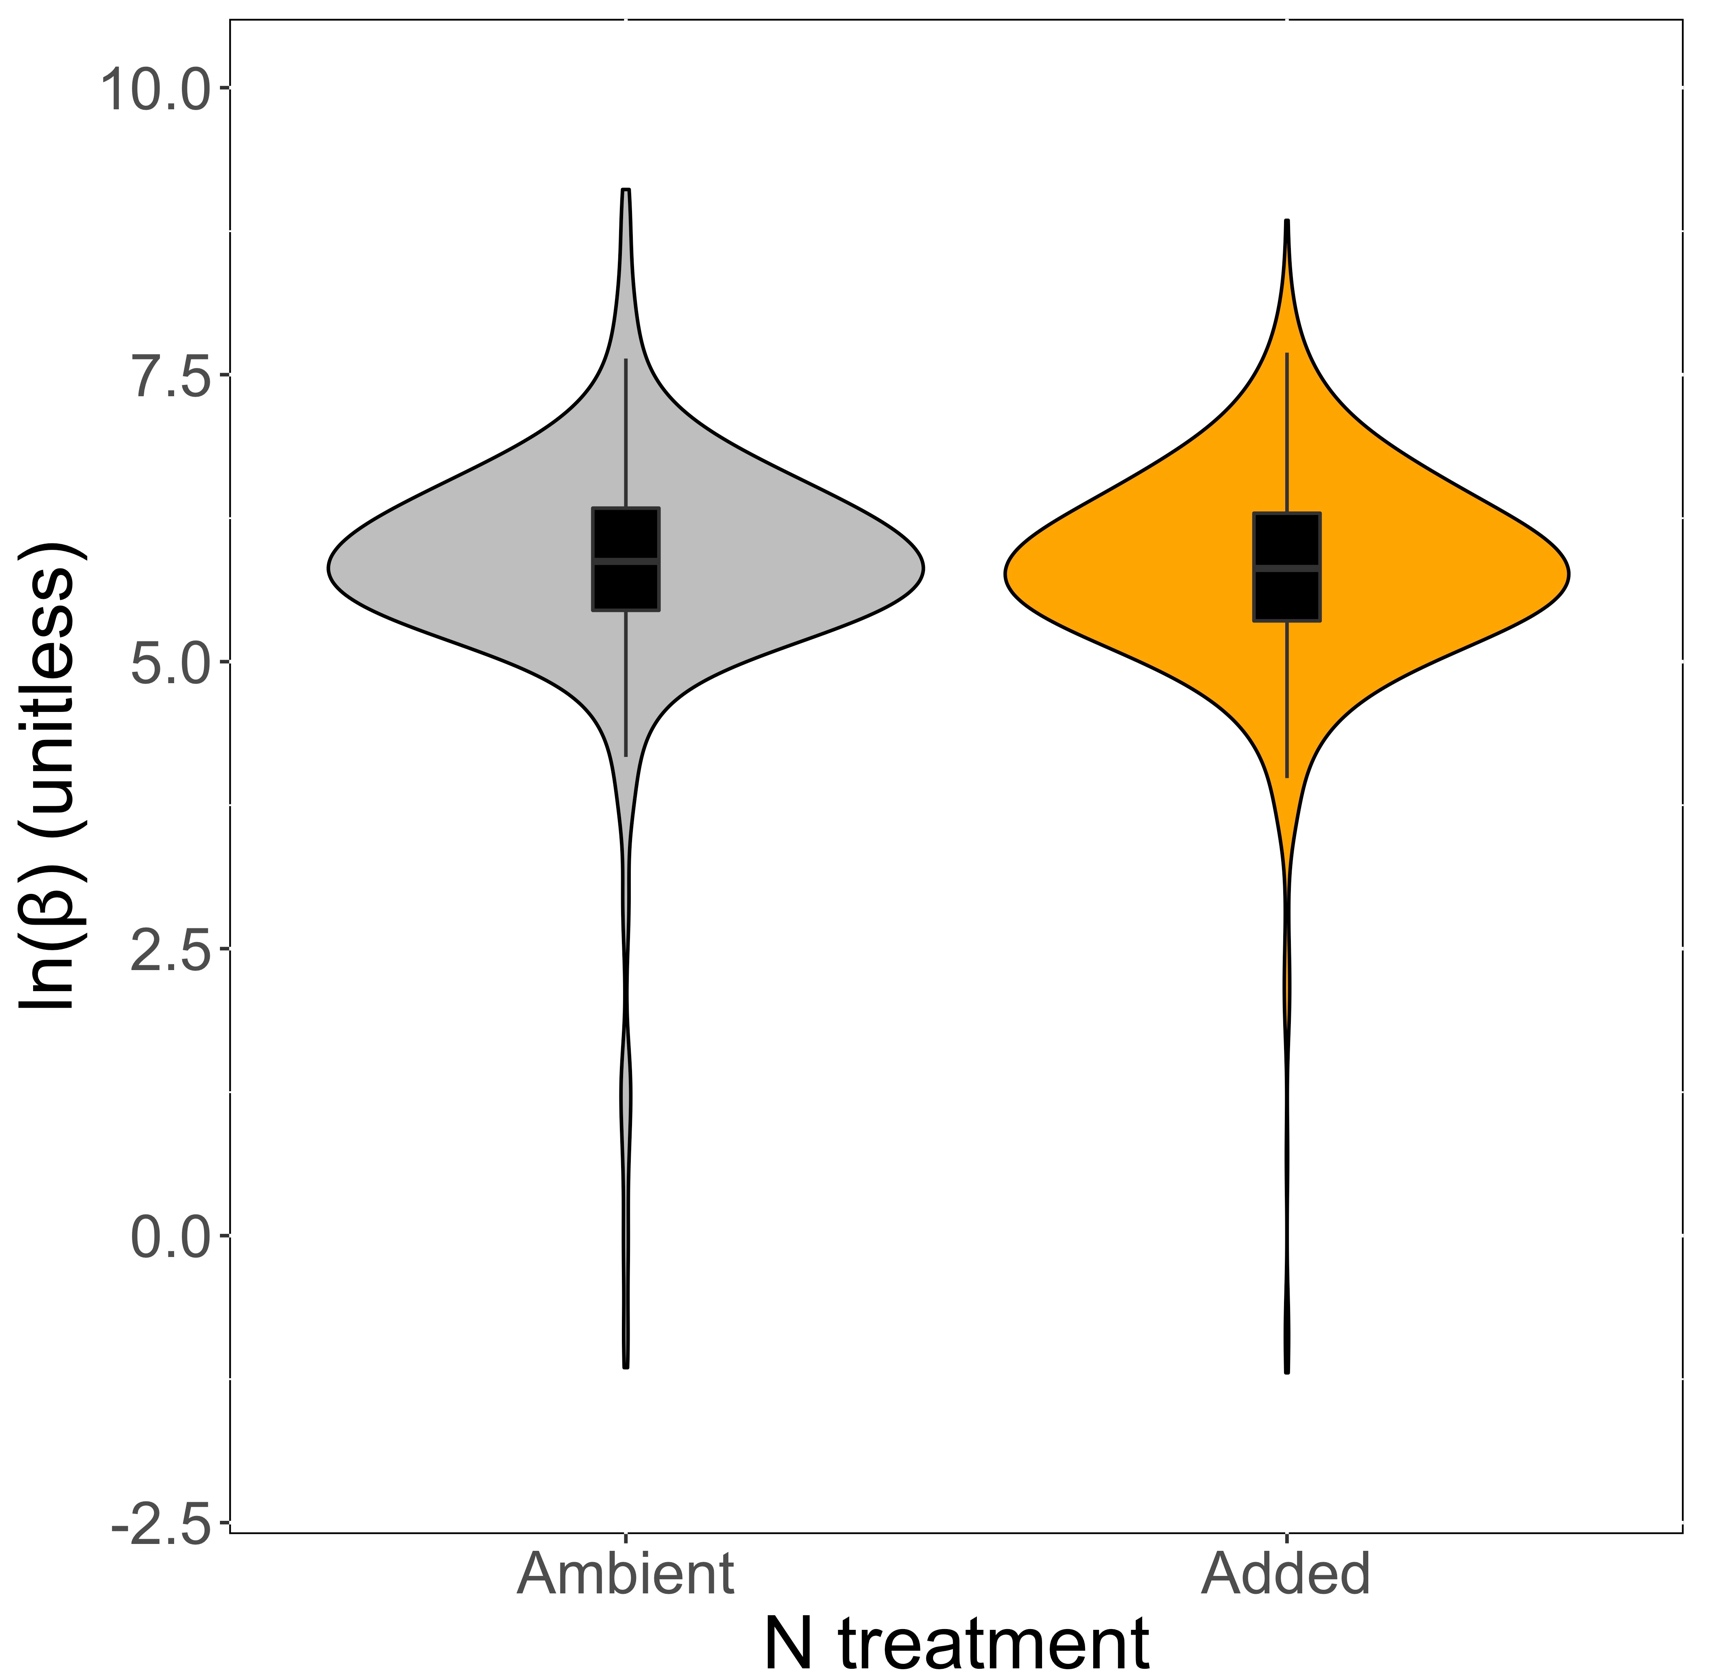 ln(β) (unitless)
10.0
7.5
5.0
2.5
0.0
-2.5
Ambient Added
N treatment